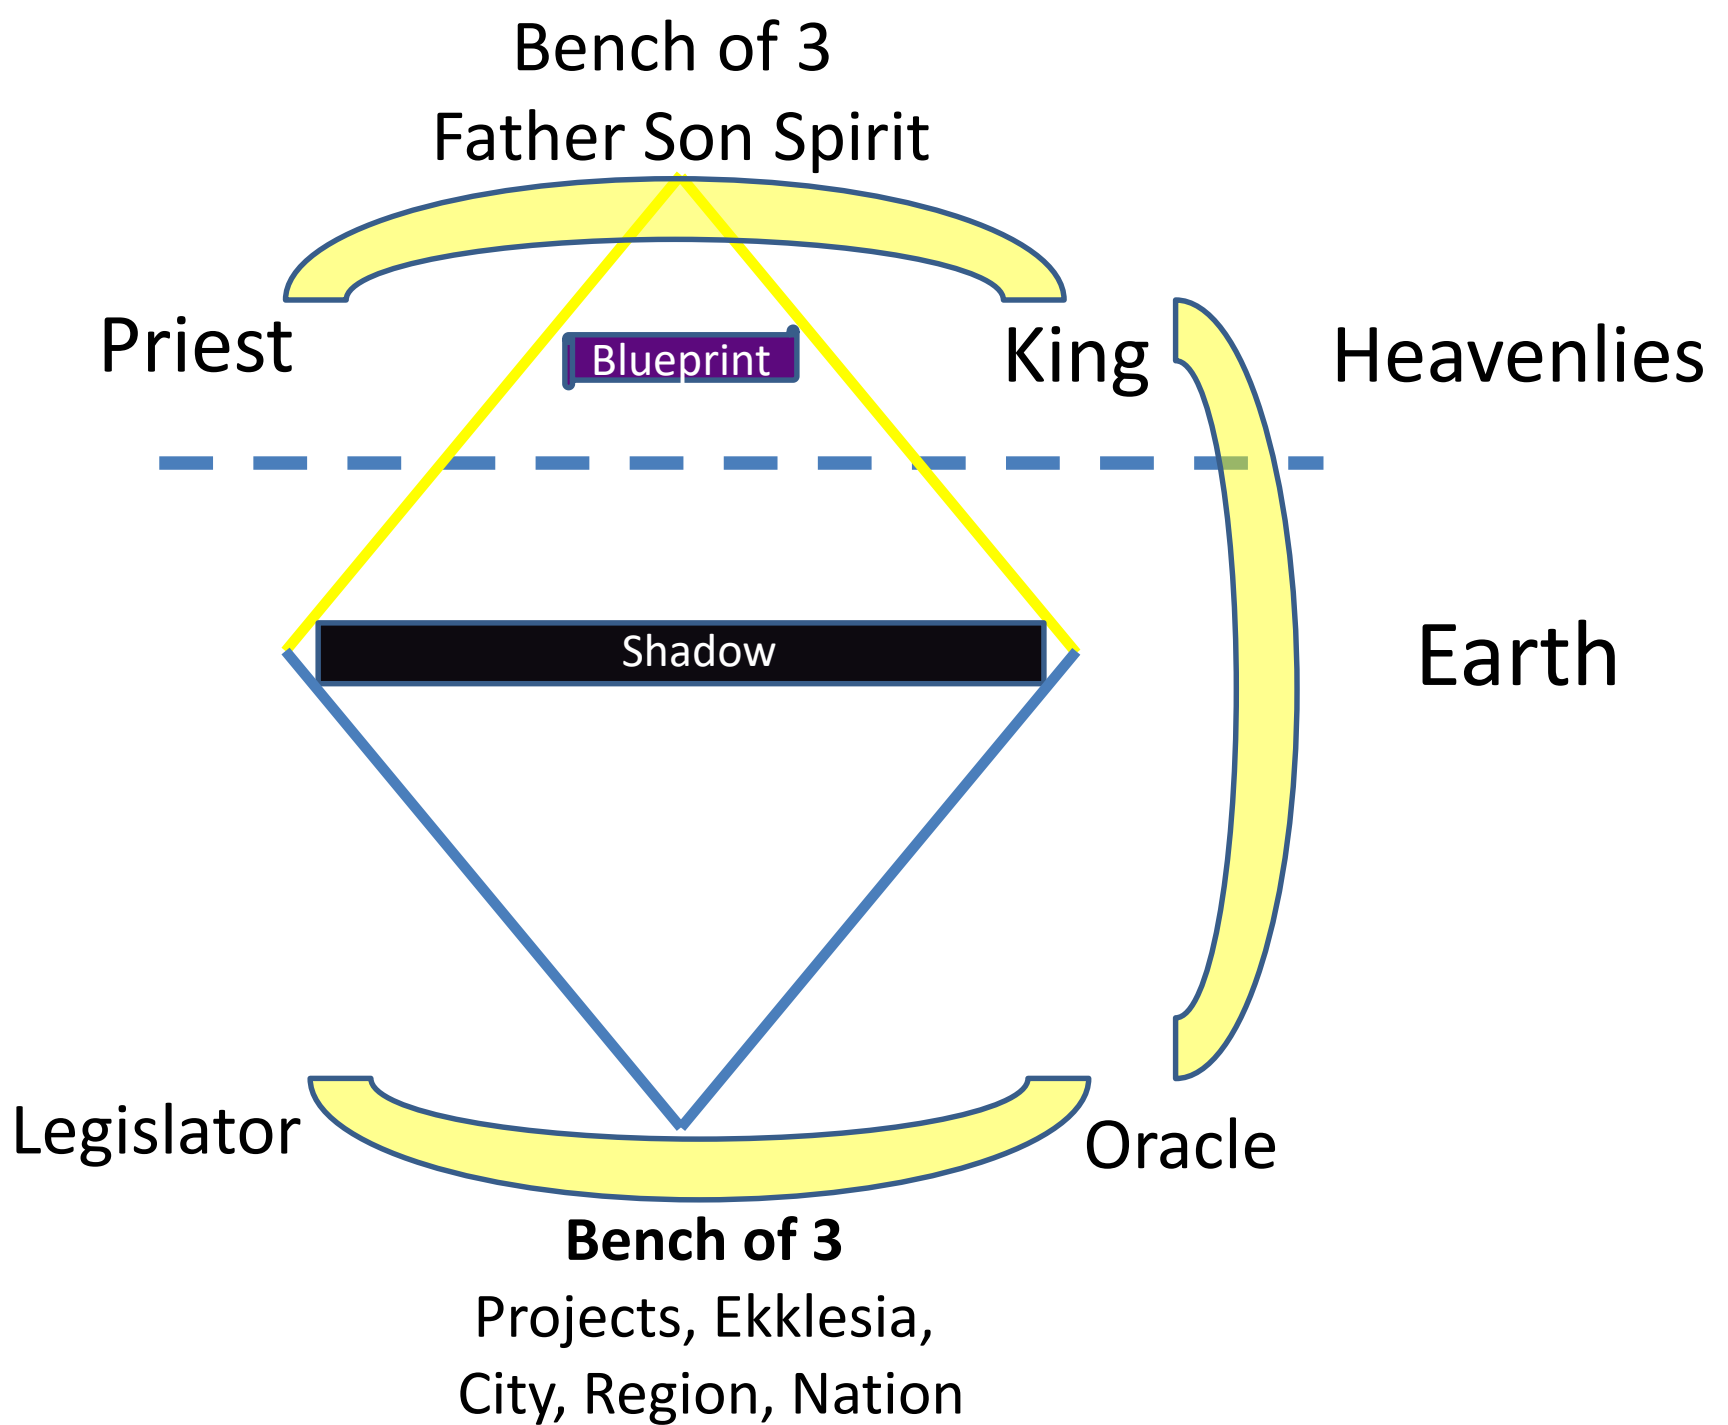 Bench of 3
Father Son Spirit
Priest
Blueprint
King
Heavenlies
Shadow
Earth
Legislator
Oracle
Bench of 3
Projects, Ekklesia,
City, Region, Nation